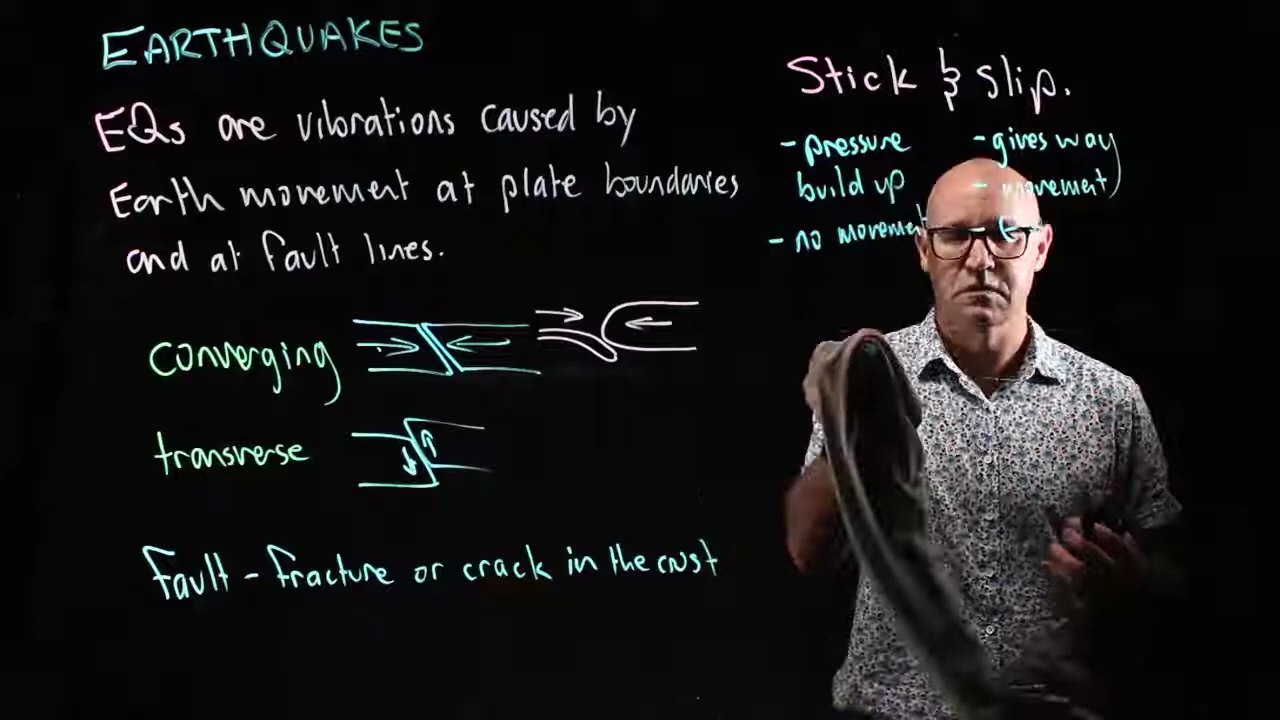 EARTHQUAKES
EQs are vibrations caused by
Earth movement at plate boundaries
and at fault lines.
converging
transverse
Fault - fracture or crack in the crust
Stick & Slip.
- pressure
build up
- no movement
- gives way
- movement